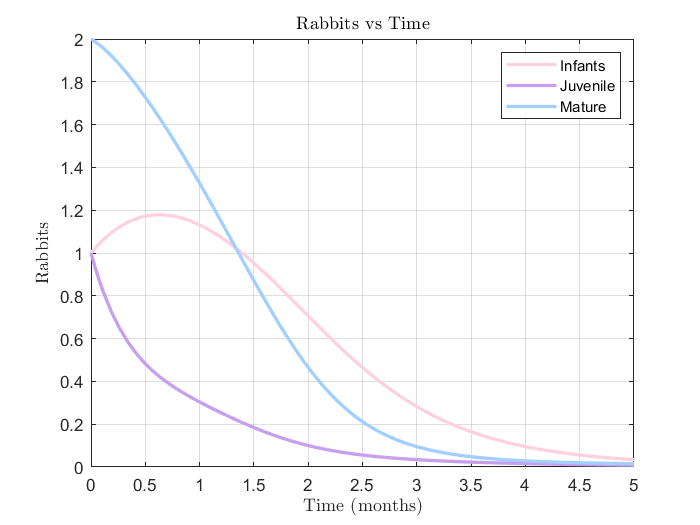 Rabbits vs Time
Infants
Juvenile
Mature
Rabbits
2
1.8
1.6
1.4
1.2
1
0.8
0.6
0.4
0.2
0
0 0.5 1 1.5 2 2.5 3 3.5 4 4.5 5
Time (months)